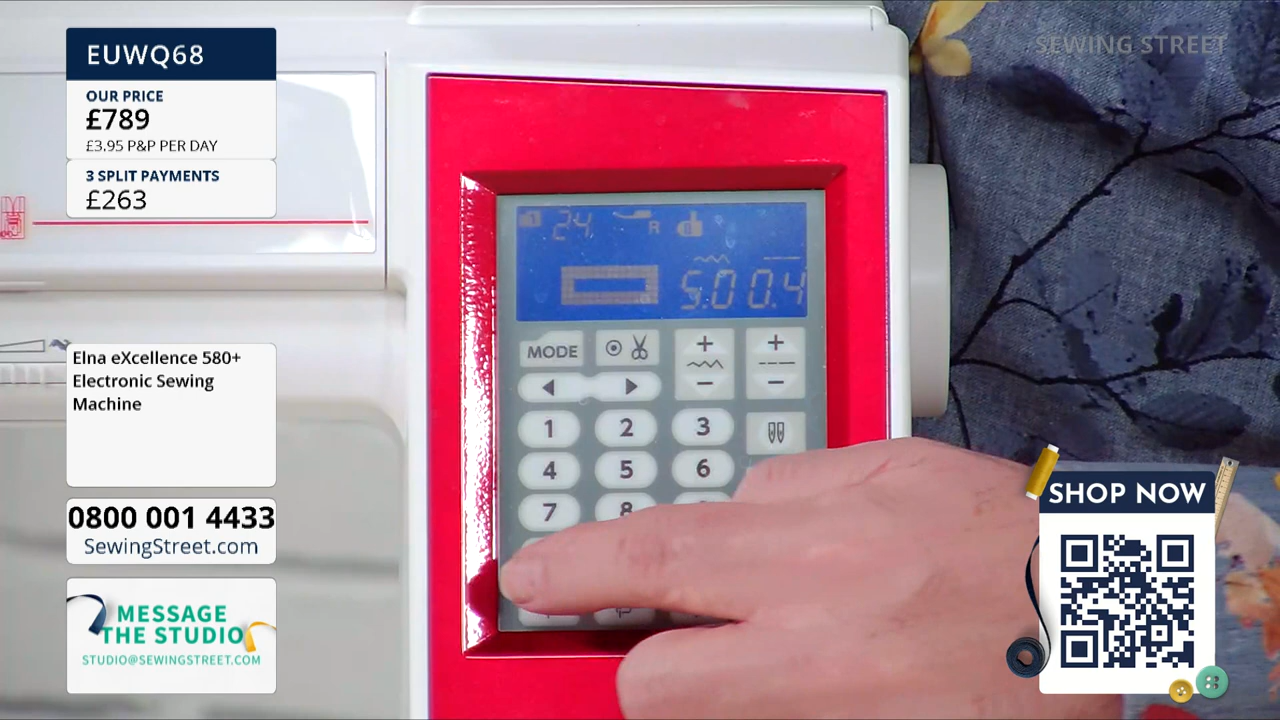 EUWQ68
OUR PRICE
£789
£3.95 P&P PER DAY
3 SPLIT PAYMENTS
£263
Elna eXcellence 580+
Electronic Sewing
Machine
0800 001 4433
SewingStreet.com
MESSAGE
THE STUDIO
STUDIO@SEWINGSTREET.COM
SEWING STREET
24
R
5.00 0.4
MODE
1 2 3
4 5 6
7 8
SHOP NOW